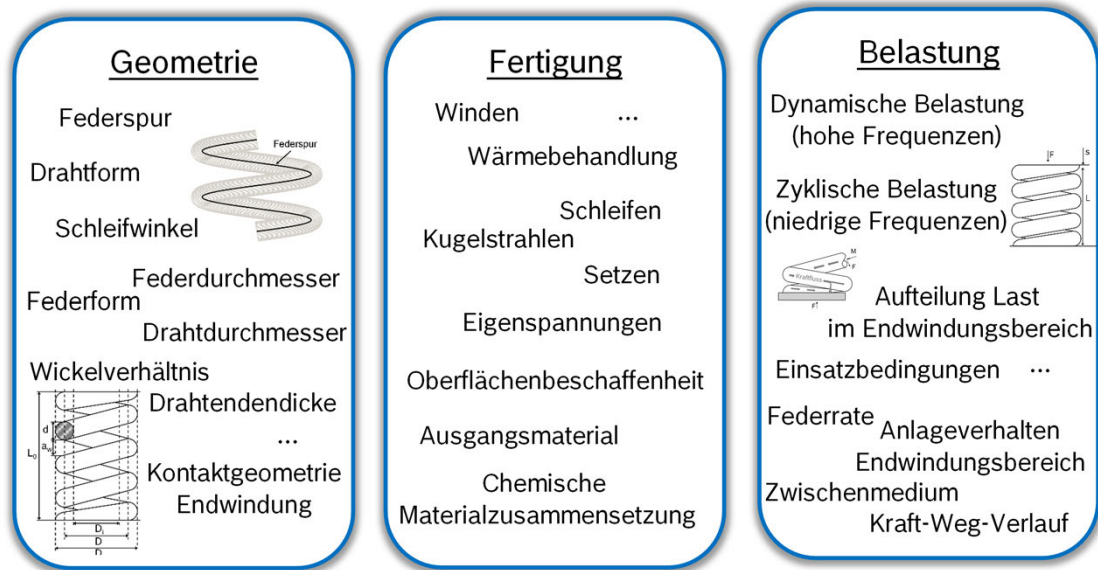 Geometrie
Federspur
Federspur
Drahtform
Schleifwinkel
Federdurchmesser
Federform
Drahtdurchmesser
Wickelverhältnis
Drahtendendicke
d
a
L₀
...
Kontaktgeometrie
Endwindung
Dᵢ
D
Fertigung
Winden ...
Wärmebehandlung
Schleifen
Kugelstrahlen
Setzen
Eigenspannungen
Oberflächenbeschaffenheit
Ausgangsmaterial
Chemische
Materialzusammensetzung
Belastung
Dynamische Belastung
(hohe Frequenzen)
F
s
L
Zyklische Belastung
(niedrige Frequenzen)
M
F
Kraftfluss
F
Aufteilung Last
im Endwindungsbereich
Einsatzbedingungen ...
Federrate
Anlageverhalten
Endwindungsbereich
Zwischenmedium
Kraft-Weg-Verlauf